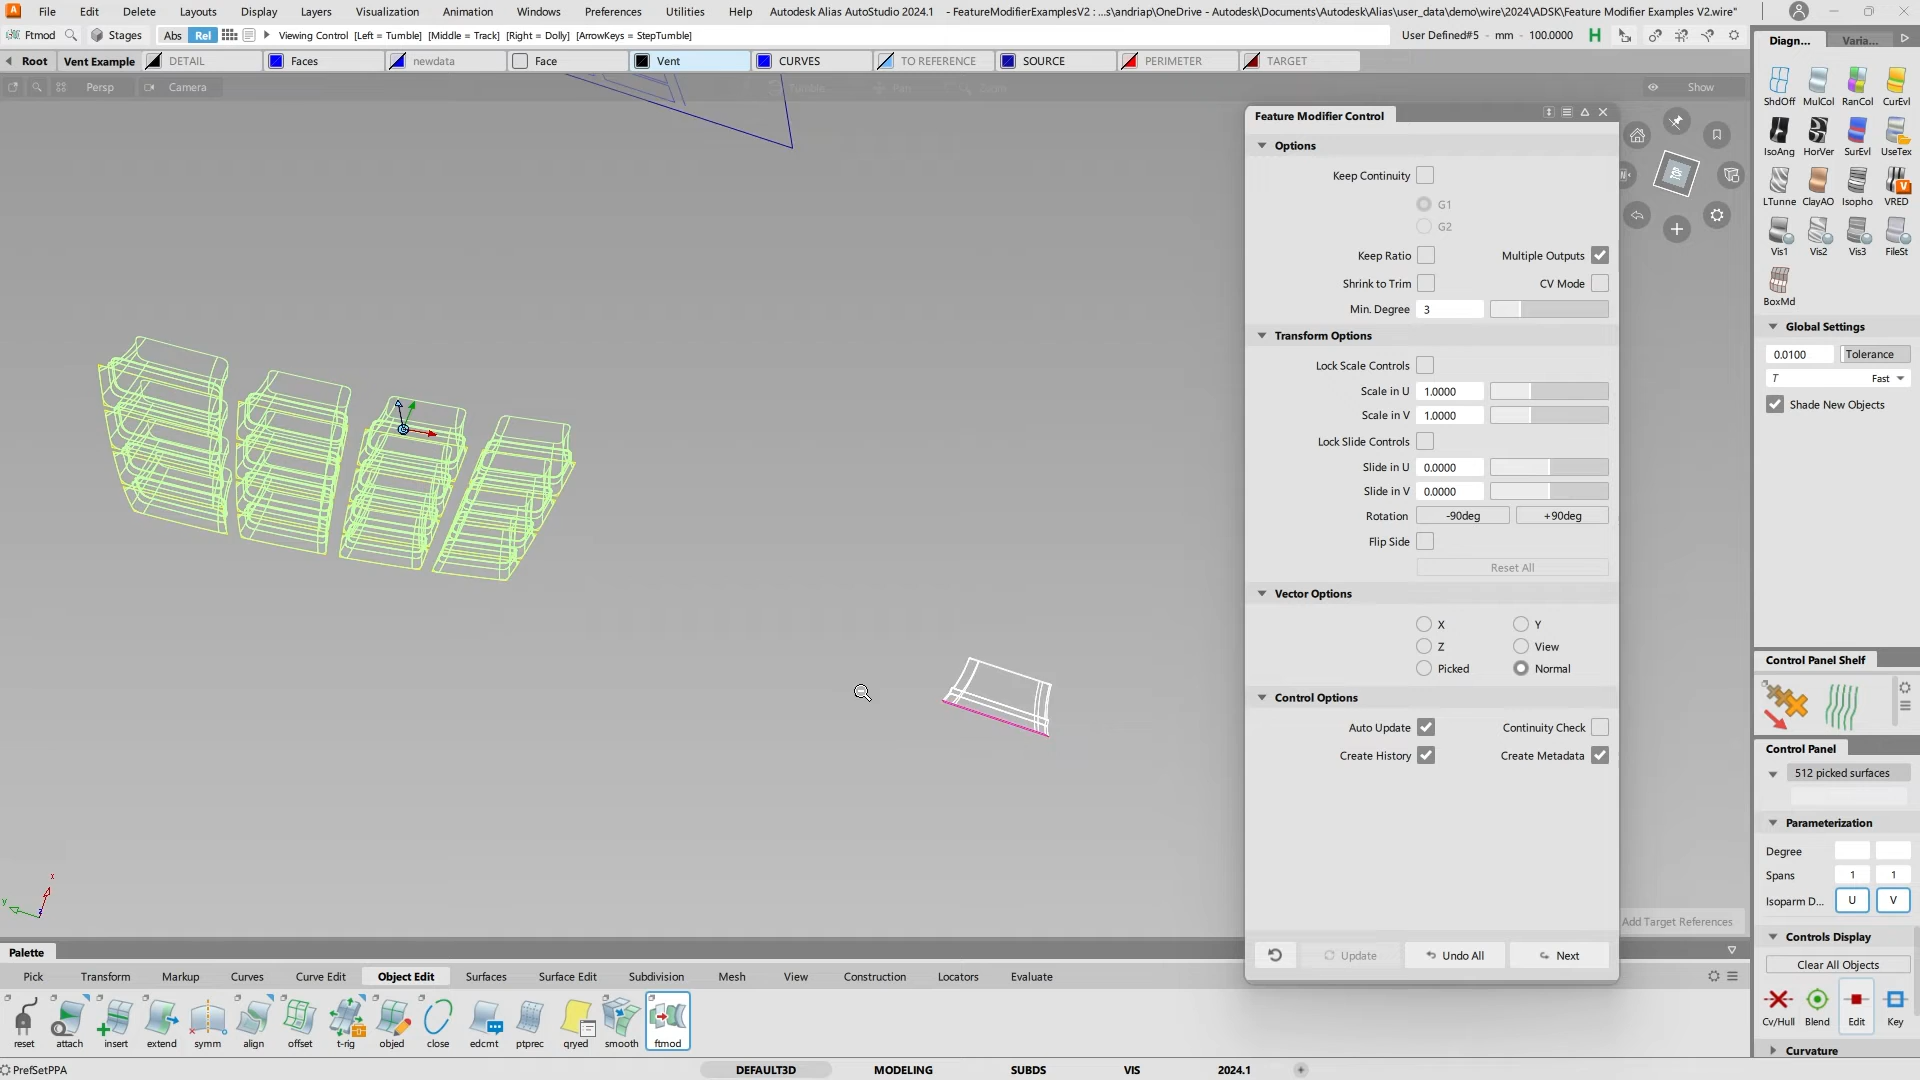 File Edit Delete Layouts Display Layers Visualization Animation Windows Preferences Utilities Help Autodesk Alias AutoStudio 2024.1 - FeatureModifierExamplesV2 : ...s\andriap\OneDrive - Autodesk\Documents\Autodesk\Alias\user_data\demo\wire\2024\ADSK\Feature Modifier Examples V2.wire"
Ftmod Stages Abs Rel Viewing Control [Left = Tumble] [Middle = Track] [Right = Dolly] [ArrowKeys = StepTumble] User Defined#5 - mm - 100.0000 H
Root Vent Example DETAIL Faces newdata Face Vent CURVES TO REFERENCE SOURCE PERIMETER TARGET
Persp Camera Tumble Pan Zoom Show
Feature Modifier Control
Options
Keep Continuity
G1
G2
Keep Ratio Multiple Outputs
Shrink to Trim CV Mode
Min. Degree 3
Transform Options
Lock Scale Controls
Scale in U 1.0000
Scale in V 1.0000
Lock Slide Controls
Slide in U 0.0000
Slide in V 0.0000
Rotation -90deg +90deg
Flip Side
Reset All
Vector Options
X Y
Z View
Picked Normal
Control Options
Auto Update Continuity Check
Create History Create Metadata
Update Undo All Next
TOP
Add Target References
Diagn... Varia...
ShdOff MulCol RanCol CurEvl
IsoAng HorVer SurEvl UseTex
LTunne ClayAO Isopho VRED
Vis1 Vis2 Vis3 FileSt
BoxMd
Global Settings
0.0100 Tolerance
T Fast
Shade New Objects
Control Panel Shelf
Control Panel
512 picked surfaces
Parameterization
Degree
Spans 1 1
Isoparm D... U V
Controls Display
Clear All Objects
Cv/Hull Blend Edit Key
Curvature
x
y
z
Palette
Pick Transform Markup Curves Curve Edit Object Edit Surfaces Surface Edit Subdivision Mesh View Construction Locators Evaluate
reset attach insert extend symm align offset t-rig objed close edcmt ptprec qryed smooth ftmod
PrefSetPPA DEFAULT3D MODELING SUBDS VIS 2024.1 +